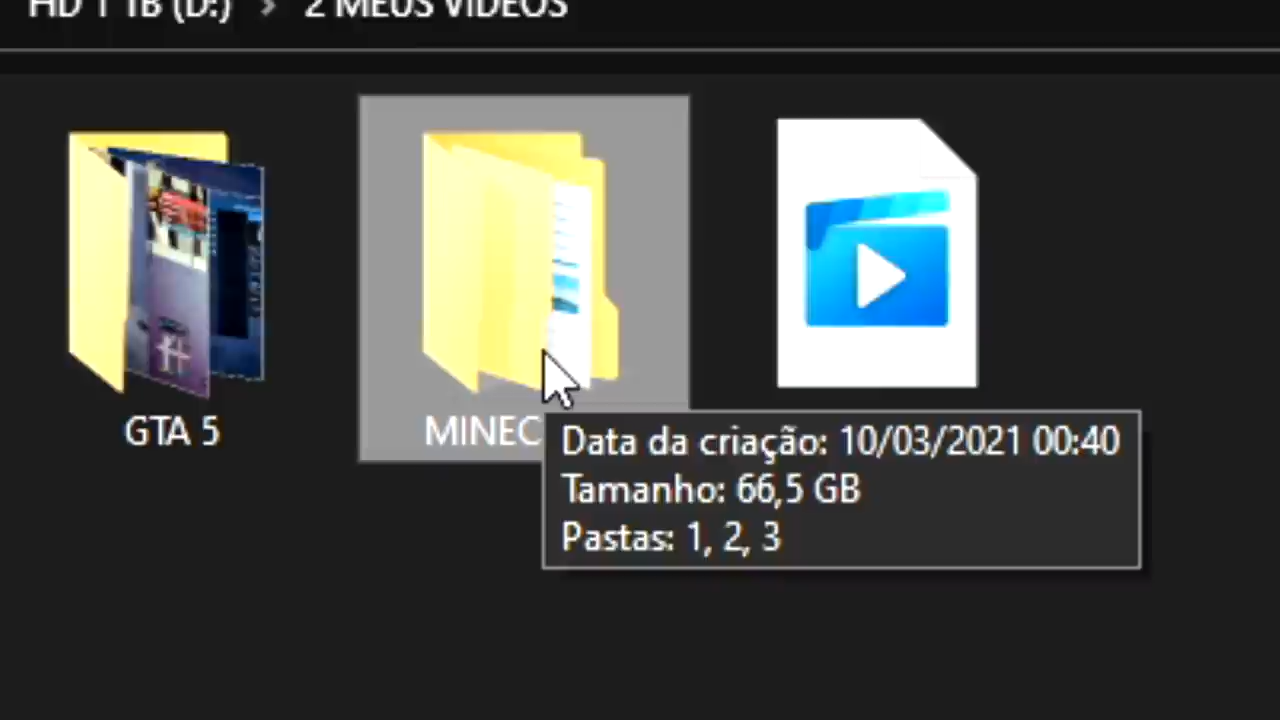 HD 1 TB (D:) > 2 MEUS VIDEOS
GTA 5
MINEC
Data da criação: 10/03/2021 00:40
Tamanho: 66,5 GB
Pastas: 1, 2, 3